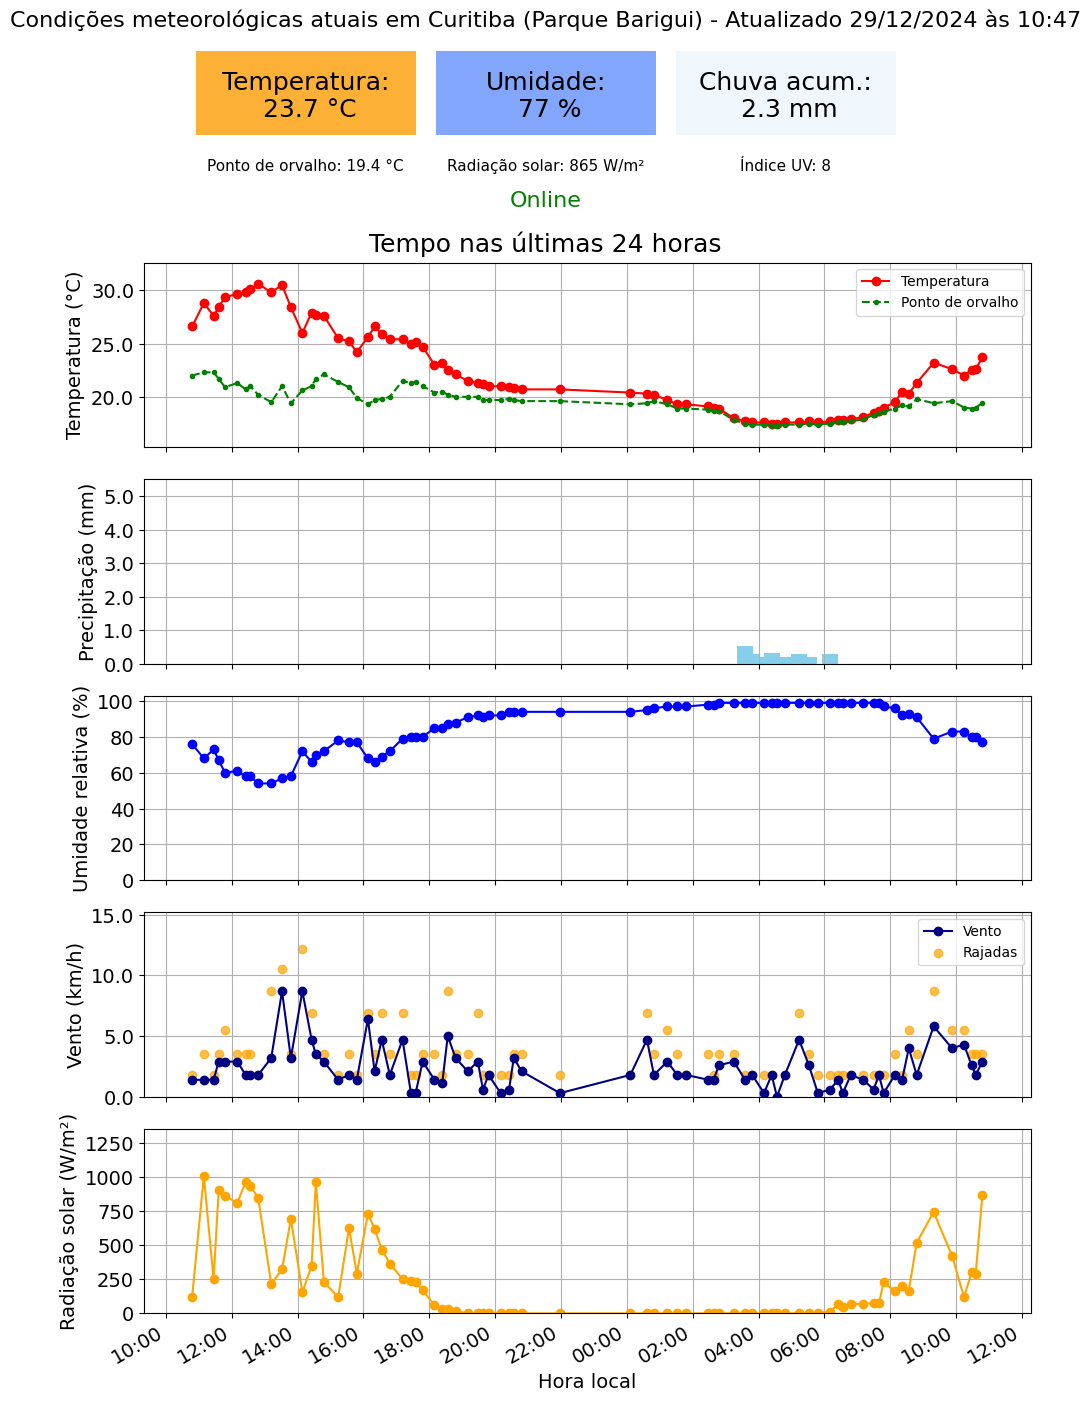 Condições meteorológicas atuais em Curitiba (Parque Barigui) - Atualizado 29/12/2024 às 10:47
Temperatura:
23.7 °C
Umidade:
77 %
Chuva acum.:
2.3 mm
Ponto de orvalho: 19.4 °C
Radiação solar: 865 W/m²
Índice UV: 8
Online
Tempo nas últimas 24 horas
Temperatura (°C)
30.0
25.0
20.0
Temperatura
Ponto de orvalho
Precipitação (mm)
5.0
4.0
3.0
2.0
1.0
0.0
Umidade relativa (%)
100
80
60
40
20
0
Vento (km/h)
15.0
10.0
5.0
0.0
Vento
Rajadas
Radiação solar (W/m²)
1250
1000
750
500
250
0
10:00
12:00
14:00
16:00
18:00
20:00
22:00
00:00
02:00
04:00
06:00
08:00
10:00
12:00
Hora local